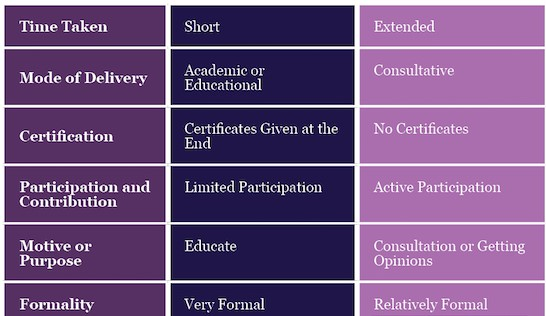 Time Taken Short Extended
Mode of Delivery Academic or Educational Consultative
Certification Certificates Given at the End No Certificates
Participation and Contribution Limited Participation Active Participation
Motive or Purpose Educate Consultation or Getting Opinions
Formality Very Formal Relatively Formal